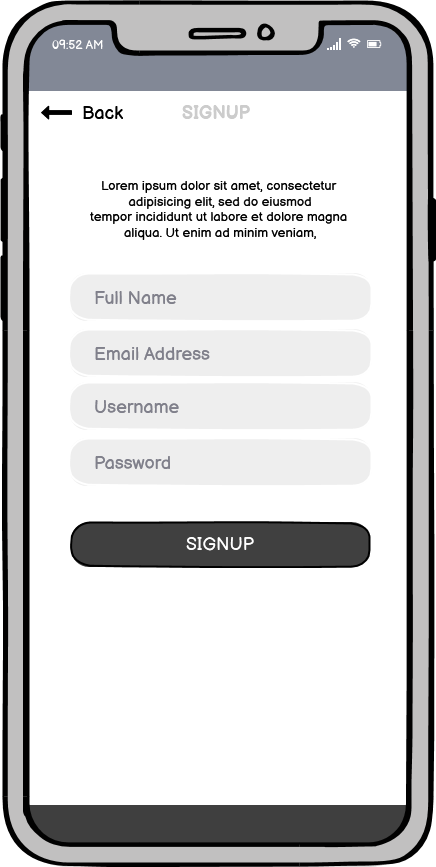 09:52 AM
Back
SIGNUP
Lorem ipsum dolor sit amet, consectetur
adipisicing elit, sed do eiusmod
tempor incididunt ut labore et dolore magna
aliqua. Ut enim ad minim veniam,
Full Name
Email Address
Username
Password
SIGNUP